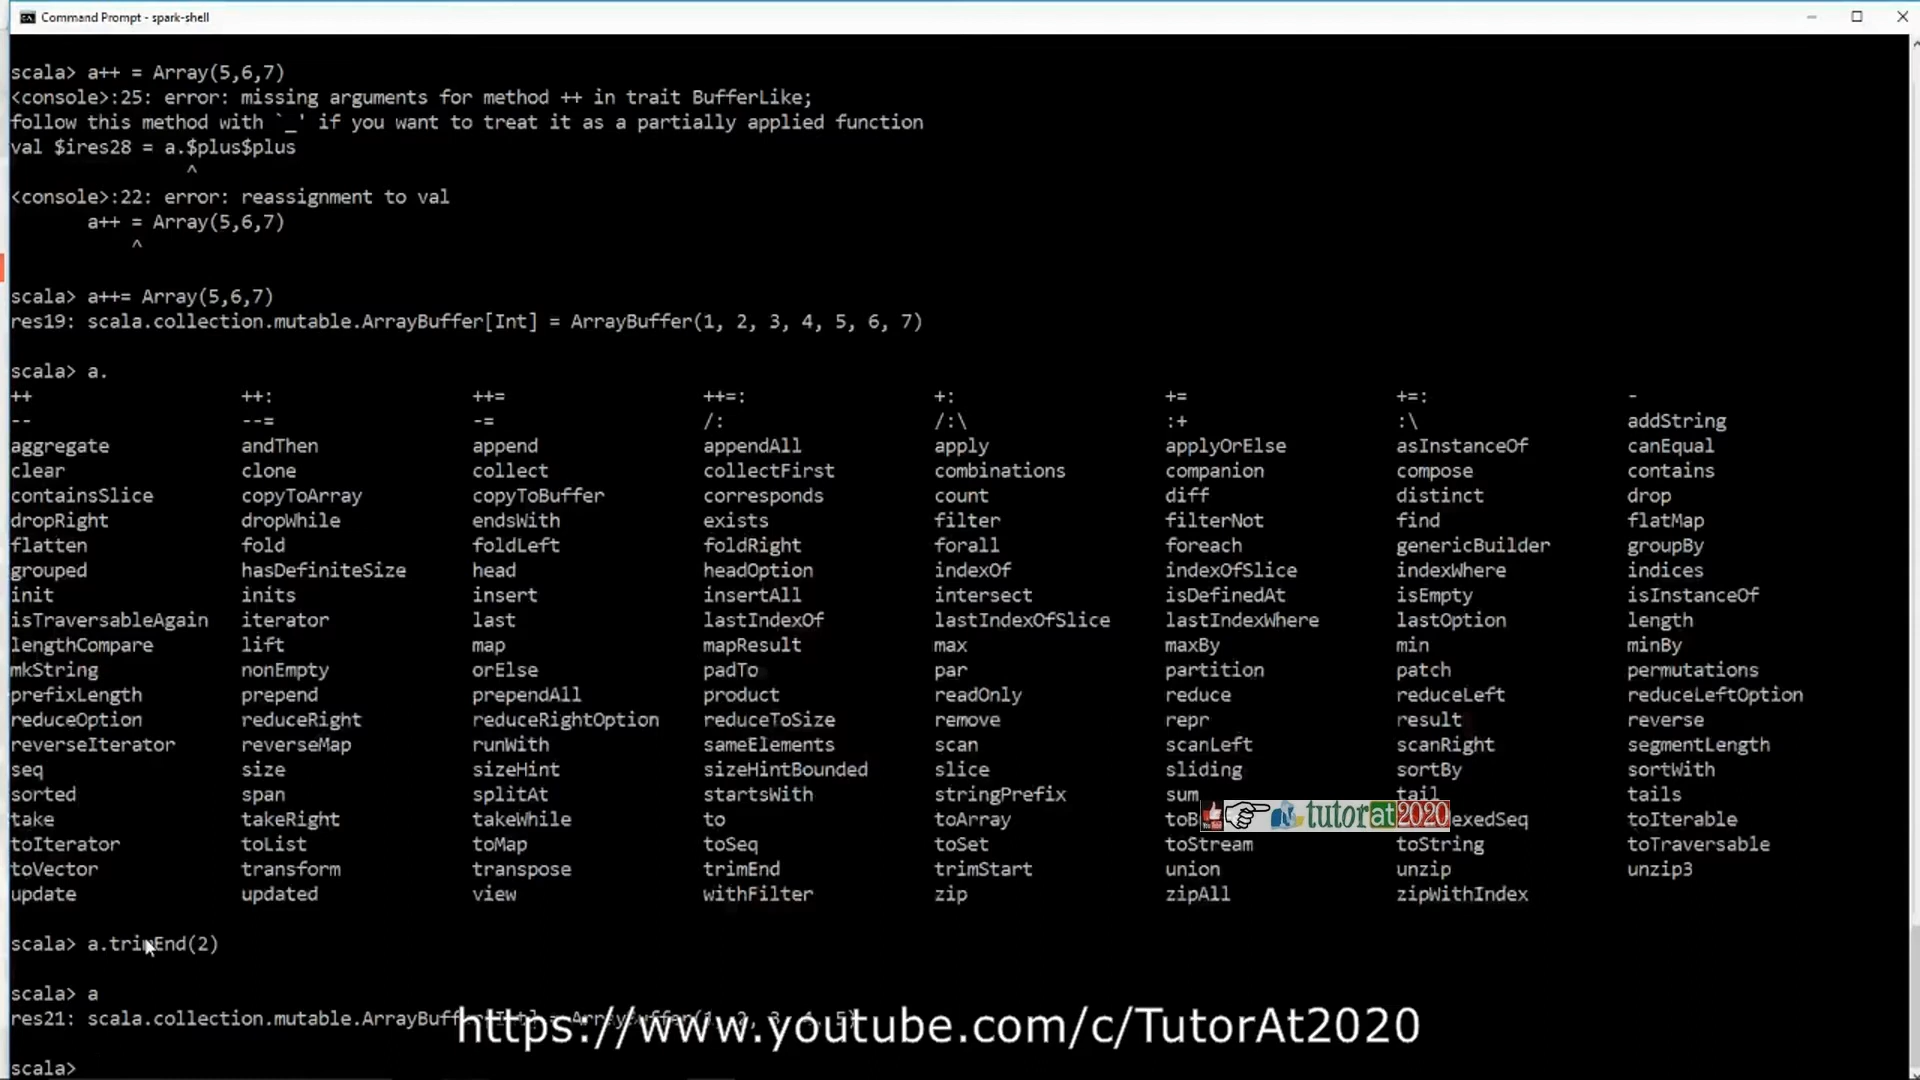 Command Prompt - spark-shell
scala> a++ = Array(5,6,7)
<console>:25: error: missing arguments for method ++ in trait BufferLike;
follow this method with `_' if you want to treat it as a partially applied function
val $ires28 = a.$plus$plus
^
<console>:22: error: reassignment to val
a++ = Array(5,6,7)
^
scala> a++= Array(5,6,7)
res19: scala.collection.mutable.ArrayBuffer[Int] = ArrayBuffer(1, 2, 3, 4, 5, 6, 7)
scala> a.
++ ++: ++= ++=: +: += +=: -
-- --= -= /: /:\ :+ :\ addString
aggregate andThen append appendAll apply applyOrElse asInstanceOf canEqual
clear clone collect collectFirst combinations companion compose contains
containsSlice copyToArray copyToBuffer corresponds count diff distinct drop
dropRight dropWhile endsWith exists filter filterNot find flatMap
flatten fold foldLeft foldRight forall foreach genericBuilder groupBy
grouped hasDefiniteSize head headOption indexOf indexOfSlice indexWhere indices
init inits insert insertAll intersect isDefinedAt isEmpty isInstanceOf
isTraversableAgain iterator last lastIndexOf lastIndexOfSlice lastIndexWhere lastOption length
lengthCompare lift map mapResult max maxBy min minBy
mkString nonEmpty orElse padTo par partition patch permutations
prefixLength prepend prependAll product readOnly reduce reduceLeft reduceLeftOption
reduceOption reduceRight reduceRightOption reduceToSize remove repr result reverse
reverseIterator reverseMap runWith sameElements scan scanLeft scanRight segmentLength
seq size sizeHint sizeHintBounded slice sliding sortBy sortWith
sorted span splitAt startsWith stringPrefix sum tail tails
take takeRight takeWhile to toArray toB exedSeq toIterable
tutorat2020
toIterator toList toMap toSeq toSet toStream toString toTraversable
toVector transform transpose trimEnd trimStart union unzip unzip3
update updated view withFilter zip zipAll zipWithIndex
scala> a.trimEnd(2)
scala> a
res21: scala.collection.mutable.ArrayBuffer[Int] = ArrayBuffer(1, 2, 3, 4, 5)
https://www.youtube.com/c/TutorAt2020
scala>